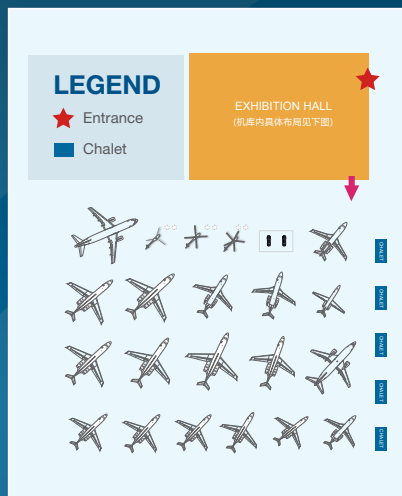 LEGEND
Entrance
Chalet
EXHIBITION HALL
(机库内具体布局见下图)
CHALET
CHALET
CHALET
CHALET
CHALET